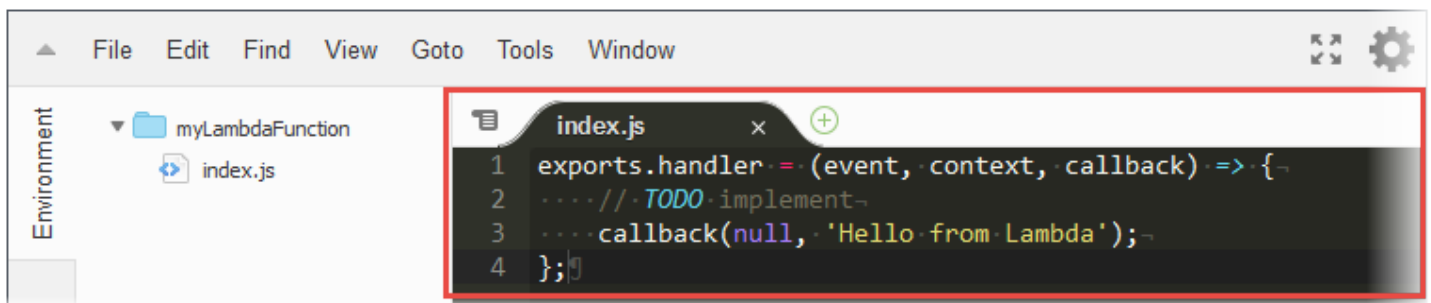 File Edit Find View Goto Tools Window
Environment
myLambdaFunction
index.js
index.js
1 exports.handler = (event, context, callback) => {
2     // TODO implement
3     callback(null, 'Hello from Lambda');
4 };